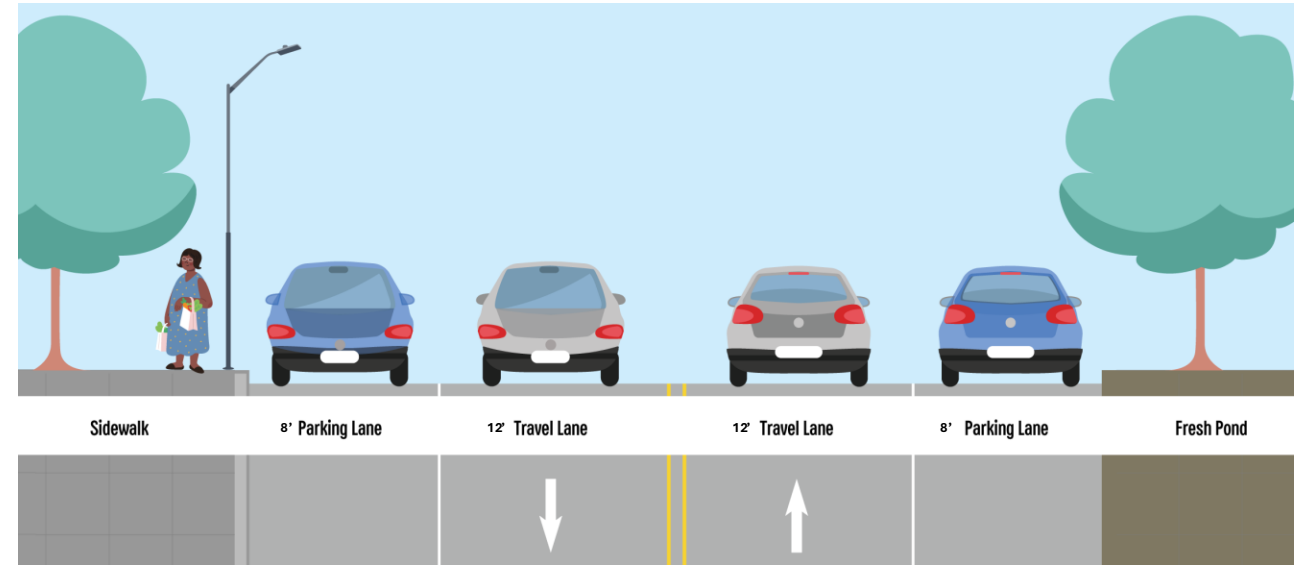 Sidewalk
8’ Parking Lane
12’ Travel Lane
12’ Travel Lane
8’ Parking Lane
Fresh Pond